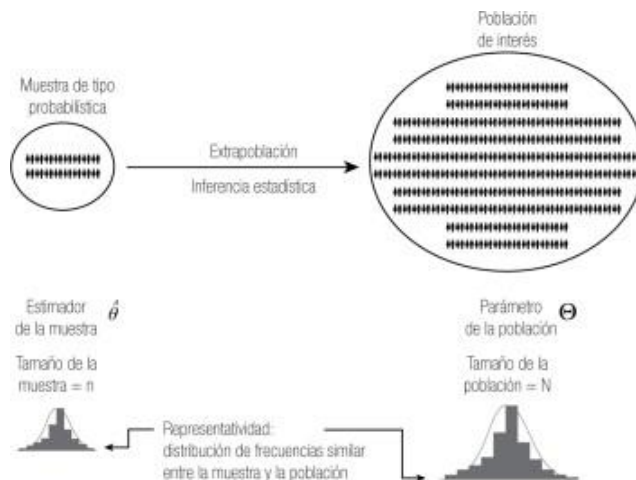 Población
de interés
Muestra de tipo
probabilística
Extrapoblación
Inferencia estadística
Estimador
de la muestra θ̂
Parámetro
de la población Θ
Tamaño de la
muestra = n
Tamaño de la
población = N
Representatividad:
distribución de frecuencias similar
entre la muestra y la población